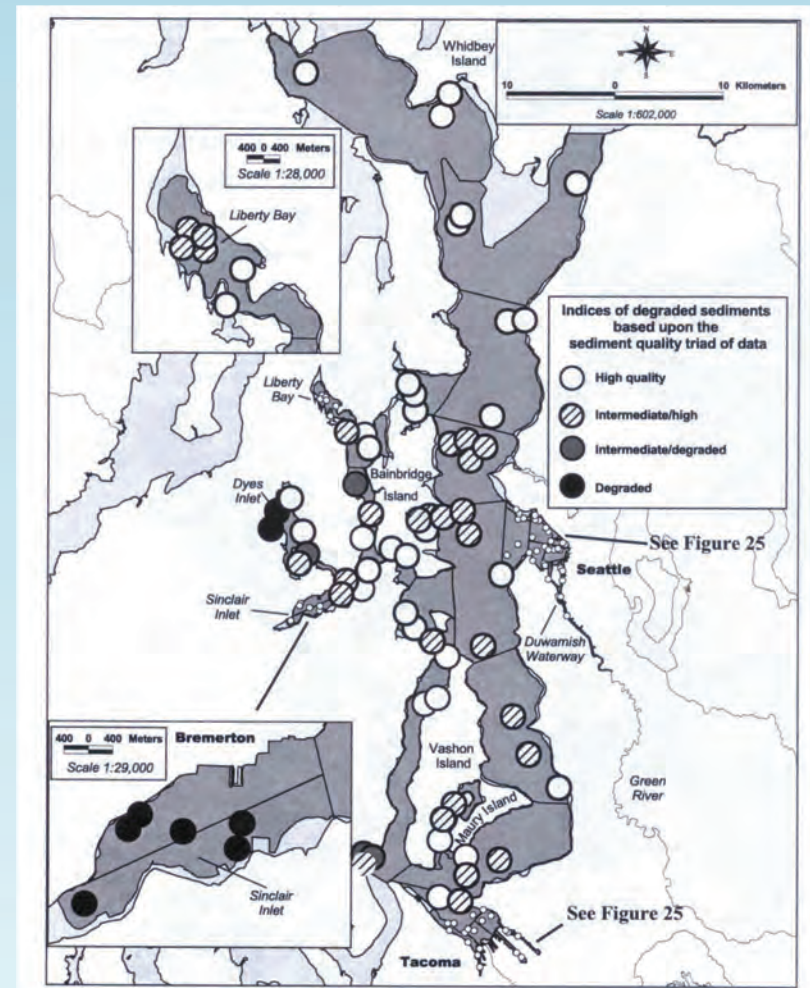 Whidbey
Island
N
W
E
S
10
0
10 Kilometers
Scale 1:602,000
400 0 400 Meters
Scale 1:28,000
Liberty Bay
Indices of degraded sediments
based upon the
sediment quality triad of data
High quality
Intermediate/high
Intermediate/degraded
Degraded
Liberty
Bay
Bainbridge
Island
Dyes
Inlet
See Figure 25
Seattle
Sinclair
Inlet
Duwamish
Waterway
400 0 400 Meters
Bremerton
Scale 1:29,000
Vashon
Island
Green
River
Maury Island
Sinclair
Inlet
See Figure 25
Tacoma